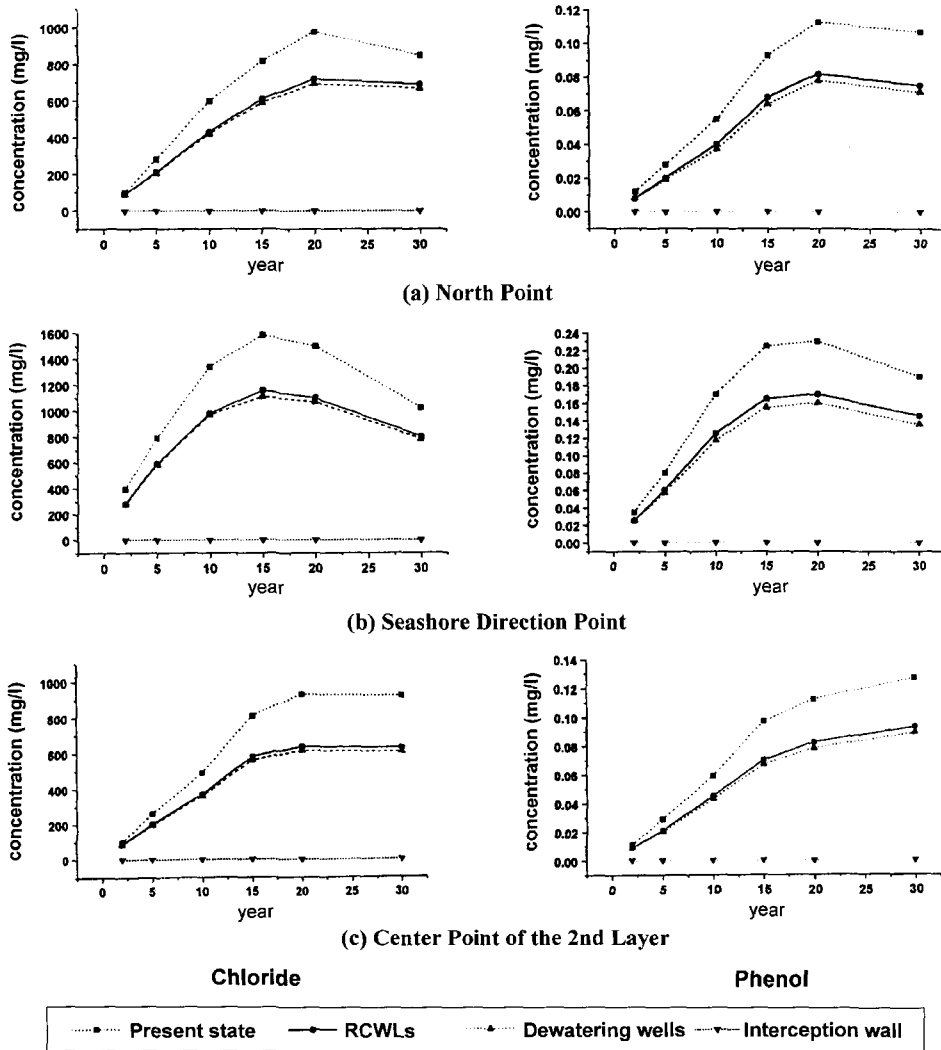 concentration (mg/l)
1000
800
600
400
200
0
0 5 10 15 20 25 30
year
concentration (mg/l)
0.12
0.10
0.08
0.06
0.04
0.02
0.00
0 5 10 15 20 25 30
year
(a) North Point
concentration (mg/l)
1600
1400
1200
1000
800
600
400
200
0
0 5 10 15 20 25 30
year
concentration (mg/l)
0.24
0.22
0.20
0.18
0.16
0.14
0.12
0.10
0.08
0.06
0.04
0.02
0.00
0 5 10 15 20 25 30
year
(b) Seashore Direction Point
concentration (mg/l)
1000
800
600
400
200
0
0 5 10 15 20 25 30
year
concentration (mg/l)
0.14
0.12
0.10
0.08
0.06
0.04
0.02
0.00
0 5 10 15 20 25 30
year
(c) Center Point of the 2nd Layer
Chloride
Phenol
Present state RCWLs Dewatering wells Interception wall